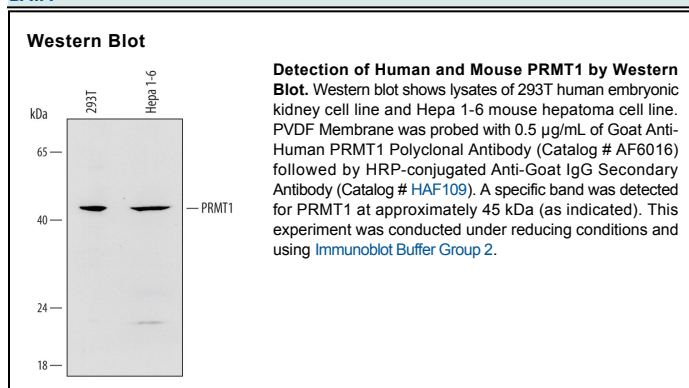 Western Blot
293T
Hepa 1-6
kDa
65
40
PRMT1
24
18
Detection of Human and Mouse PRMT1 by Western
Blot. Western blot shows lysates of 293T human embryonic
kidney cell line and Hepa 1-6 mouse hepatoma cell line.
PVDF Membrane was probed with 0.5 µg/mL of Goat Anti-
Human PRMT1 Polyclonal Antibody (Catalog # AF6016)
followed by HRP-conjugated Anti-Goat IgG Secondary
Antibody (Catalog # HAF109). A specific band was detected
for PRMT1 at approximately 45 kDa (as indicated). This
experiment was conducted under reducing conditions and
using Immunoblot Buffer Group 2.